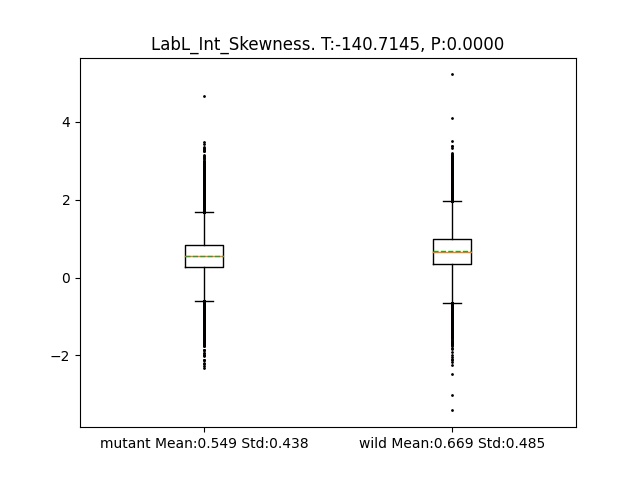 LabL_Int_Skewness. T:-140.7145, P:0.0000
4
2
0
−2
mutant Mean:0.549 Std:0.438
wild Mean:0.669 Std:0.485